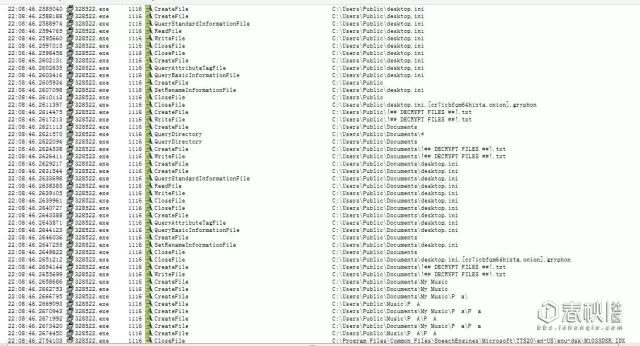 22:08:46.2585040 328522.exe 1116 CreateFile C:\Users\Public\desktop.ini
22:08:46.2588168 328522.exe 1116 CreateFile C:\Users\Public\desktop.ini
22:08:46.2588974 328522.exe 1116 QueryStandardInformationFile C:\Users\Public\desktop.ini
22:08:46.2594785 328522.exe 1116 ReadFile C:\Users\Public\desktop.ini
22:08:46.2595660 328522.exe 1116 WriteFile C:\Users\Public\desktop.ini
22:08:46.2597013 328522.exe 1116 CloseFile C:\Users\Public\desktop.ini
22:08:46.2598458 328522.exe 1116 CloseFile C:\Users\Public\desktop.ini
22:08:46.2602131 328522.exe 1116 CreateFile C:\Users\Public\desktop.ini
22:08:46.2602635 328522.exe 1116 QueryAttributeTagFile C:\Users\Public\desktop.ini
22:08:46.2603416 328522.exe 1116 QueryBasicInformationFile C:\Users\Public\desktop.ini
22:08:46.2605934 328522.exe 1116 CreateFile C:\Users\Public
22:08:46.2607098 328522.exe 1116 SetRenameInformationFile C:\Users\Public\desktop.ini
22:08:46.2610112 328522.exe 1116 CloseFile C:\Users\Public
22:08:46.2611397 328522.exe 1116 CloseFile C:\Users\Public\desktop.ini.[cr7icbfqm64hixta.onion].gryphon
22:08:46.2614475 328522.exe 1116 CreateFile C:\Users\Public\!## DECRYPT FILES ##!.txt
22:08:46.2617213 328522.exe 1116 WriteFile C:\Users\Public\!## DECRYPT FILES ##!.txt
22:08:46.2621113 328522.exe 1116 CreateFile C:\Users\Public\Documents
22:08:46.2621570 328522.exe 1116 QueryDirectory C:\Users\Public\Documents\*
22:08:46.2622094 328522.exe 1116 QueryDirectory C:\Users\Public\Documents
22:08:46.2624538 328522.exe 1116 CreateFile C:\Users\Public\Documents\!## DECRYPT FILES ##!.txt
22:08:46.2626411 328522.exe 1116 WriteFile C:\Users\Public\Documents\!## DECRYPT FILES ##!.txt
22:08:46.2629217 328522.exe 1116 CreateFile C:\Users\Public\Documents\desktop.ini
22:08:46.2631544 328522.exe 1116 CreateFile C:\Users\Public\Documents\desktop.ini
22:08:46.2633698 328522.exe 1116 QueryStandardInformationFile C:\Users\Public\Documents\desktop.ini
22:08:46.2638385 328522.exe 1116 ReadFile C:\Users\Public\Documents\desktop.ini
22:08:46.2639105 328522.exe 1116 WriteFile C:\Users\Public\Documents\desktop.ini
22:08:46.2639961 328522.exe 1116 CloseFile C:\Users\Public\Documents\desktop.ini
22:08:46.2640727 328522.exe 1116 CloseFile C:\Users\Public\Documents\desktop.ini
22:08:46.2643388 328522.exe 1116 CreateFile C:\Users\Public\Documents\desktop.ini
22:08:46.2643871 328522.exe 1116 QueryAttributeTagFile C:\Users\Public\Documents\desktop.ini
22:08:46.2644123 328522.exe 1116 QueryBasicInformationFile C:\Users\Public\Documents\desktop.ini
22:08:46.2646036 328522.exe 1116 CreateFile C:\Users\Public\Documents
22:08:46.2647253 328522.exe 1116 SetRenameInformationFile C:\Users\Public\Documents\desktop.ini
22:08:46.2649822 328522.exe 1116 CloseFile C:\Users\Public\Documents
22:08:46.2651212 328522.exe 1116 CloseFile C:\Users\Public\Documents\desktop.ini.[cr7icbfqm64hixta.onion].gryphon
22:08:46.2654144 328522.exe 1116 CreateFile C:\Users\Public\Documents\!## DECRYPT FILES ##!.txt
22:08:46.2655699 328522.exe 1116 WriteFile C:\Users\Public\Documents\!## DECRYPT FILES ##!.txt
22:08:46.2658686 328522.exe 1116 CreateFile C:\Users\Public\Documents\My Music
22:08:46.2662753 328522.exe 1116 CreateFile C:\Users\Public\Documents\My Music
22:08:46.2666795 328522.exe 1116 CreateFile C:\Users\Public\Documents\My Music\P a\
22:08:46.2669093 328522.exe 1116 CreateFile C:\Users\Public\Music\P A
22:08:46.2670943 328522.exe 1116 CreateFile C:\Users\Public\Documents\My Music\P a\P a
22:08:46.2671992 328522.exe 1116 CreateFile C:\Users\Public\Music\P A\P A
22:08:46.2673420 328522.exe 1116 CreateFile C:\Users\Public\Documents\My Music\P a\P a
22:08:46.2674450 328522.exe 1116 CreateFile C:\Users\Public\Music\P A\P A
22:08:46.2784103 328522.exe 1116 CloseFile C:\Program Files\Common Files\SpeechEngines\Microsoft\TTS20\en-US\enu-dsk\M1033DSK.IDX
春秋